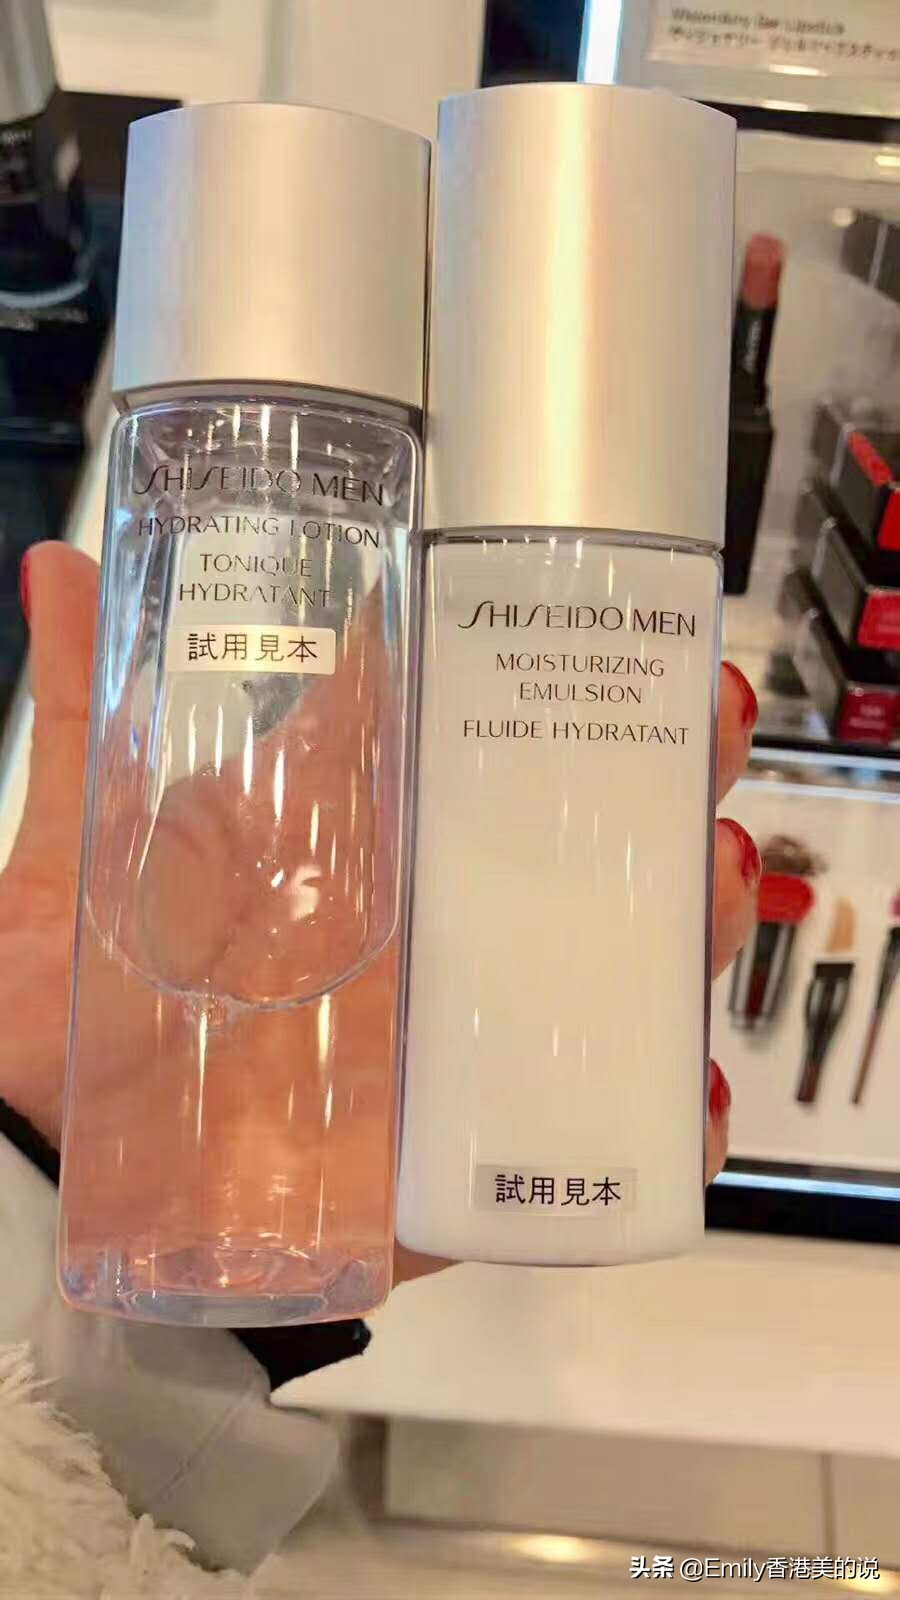 SHISEIDO MEN
HYDRATING LOTION
TONIQUE
HYDRATANT
試用見本
SHISEIDO MEN
MOISTURIZING
EMULSION
FLUIDE HYDRATANT
試用見本
头条 @Emily香港美的说